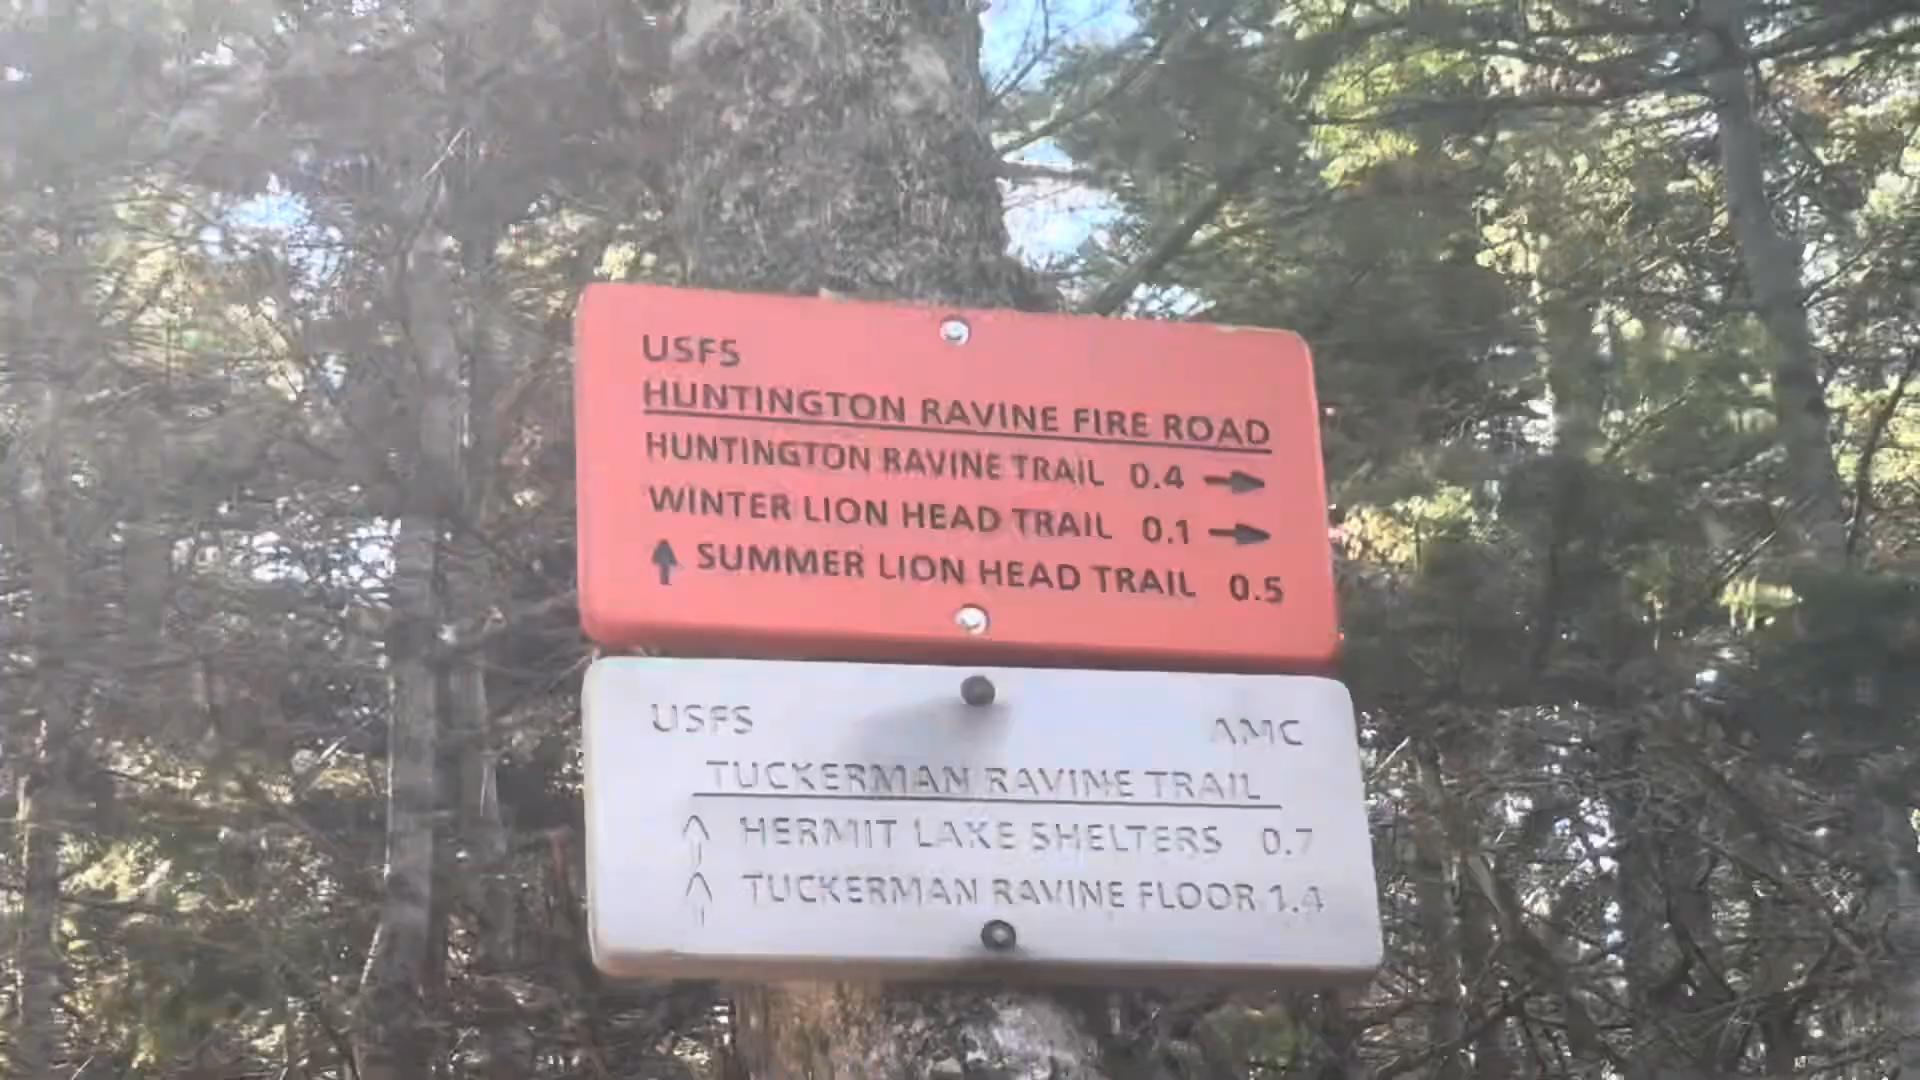 USFS
HUNTINGTON RAVINE FIRE ROAD
HUNTINGTON RAVINE TRAIL 0.4 →
WINTER LION HEAD TRAIL 0.1 →
↑ SUMMER LION HEAD TRAIL 0.5
USFS AMC
TUCKERMAN RAVINE TRAIL
↑ HERMIT LAKE SHELTERS 0.7
↑ TUCKERMAN RAVINE FLOOR 1.4